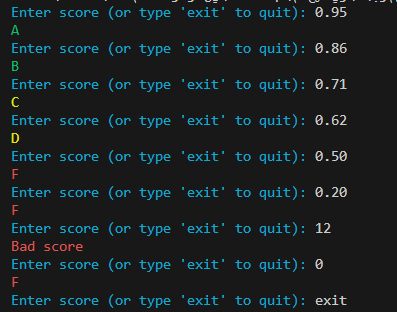 Enter score (or type 'exit' to quit): 0.95
A
Enter score (or type 'exit' to quit): 0.86
B
Enter score (or type 'exit' to quit): 0.71
C
Enter score (or type 'exit' to quit): 0.62
D
Enter score (or type 'exit' to quit): 0.50
F
Enter score (or type 'exit' to quit): 0.20
F
Enter score (or type 'exit' to quit): 12
Bad score
Enter score (or type 'exit' to quit): 0
F
Enter score (or type 'exit' to quit): exit